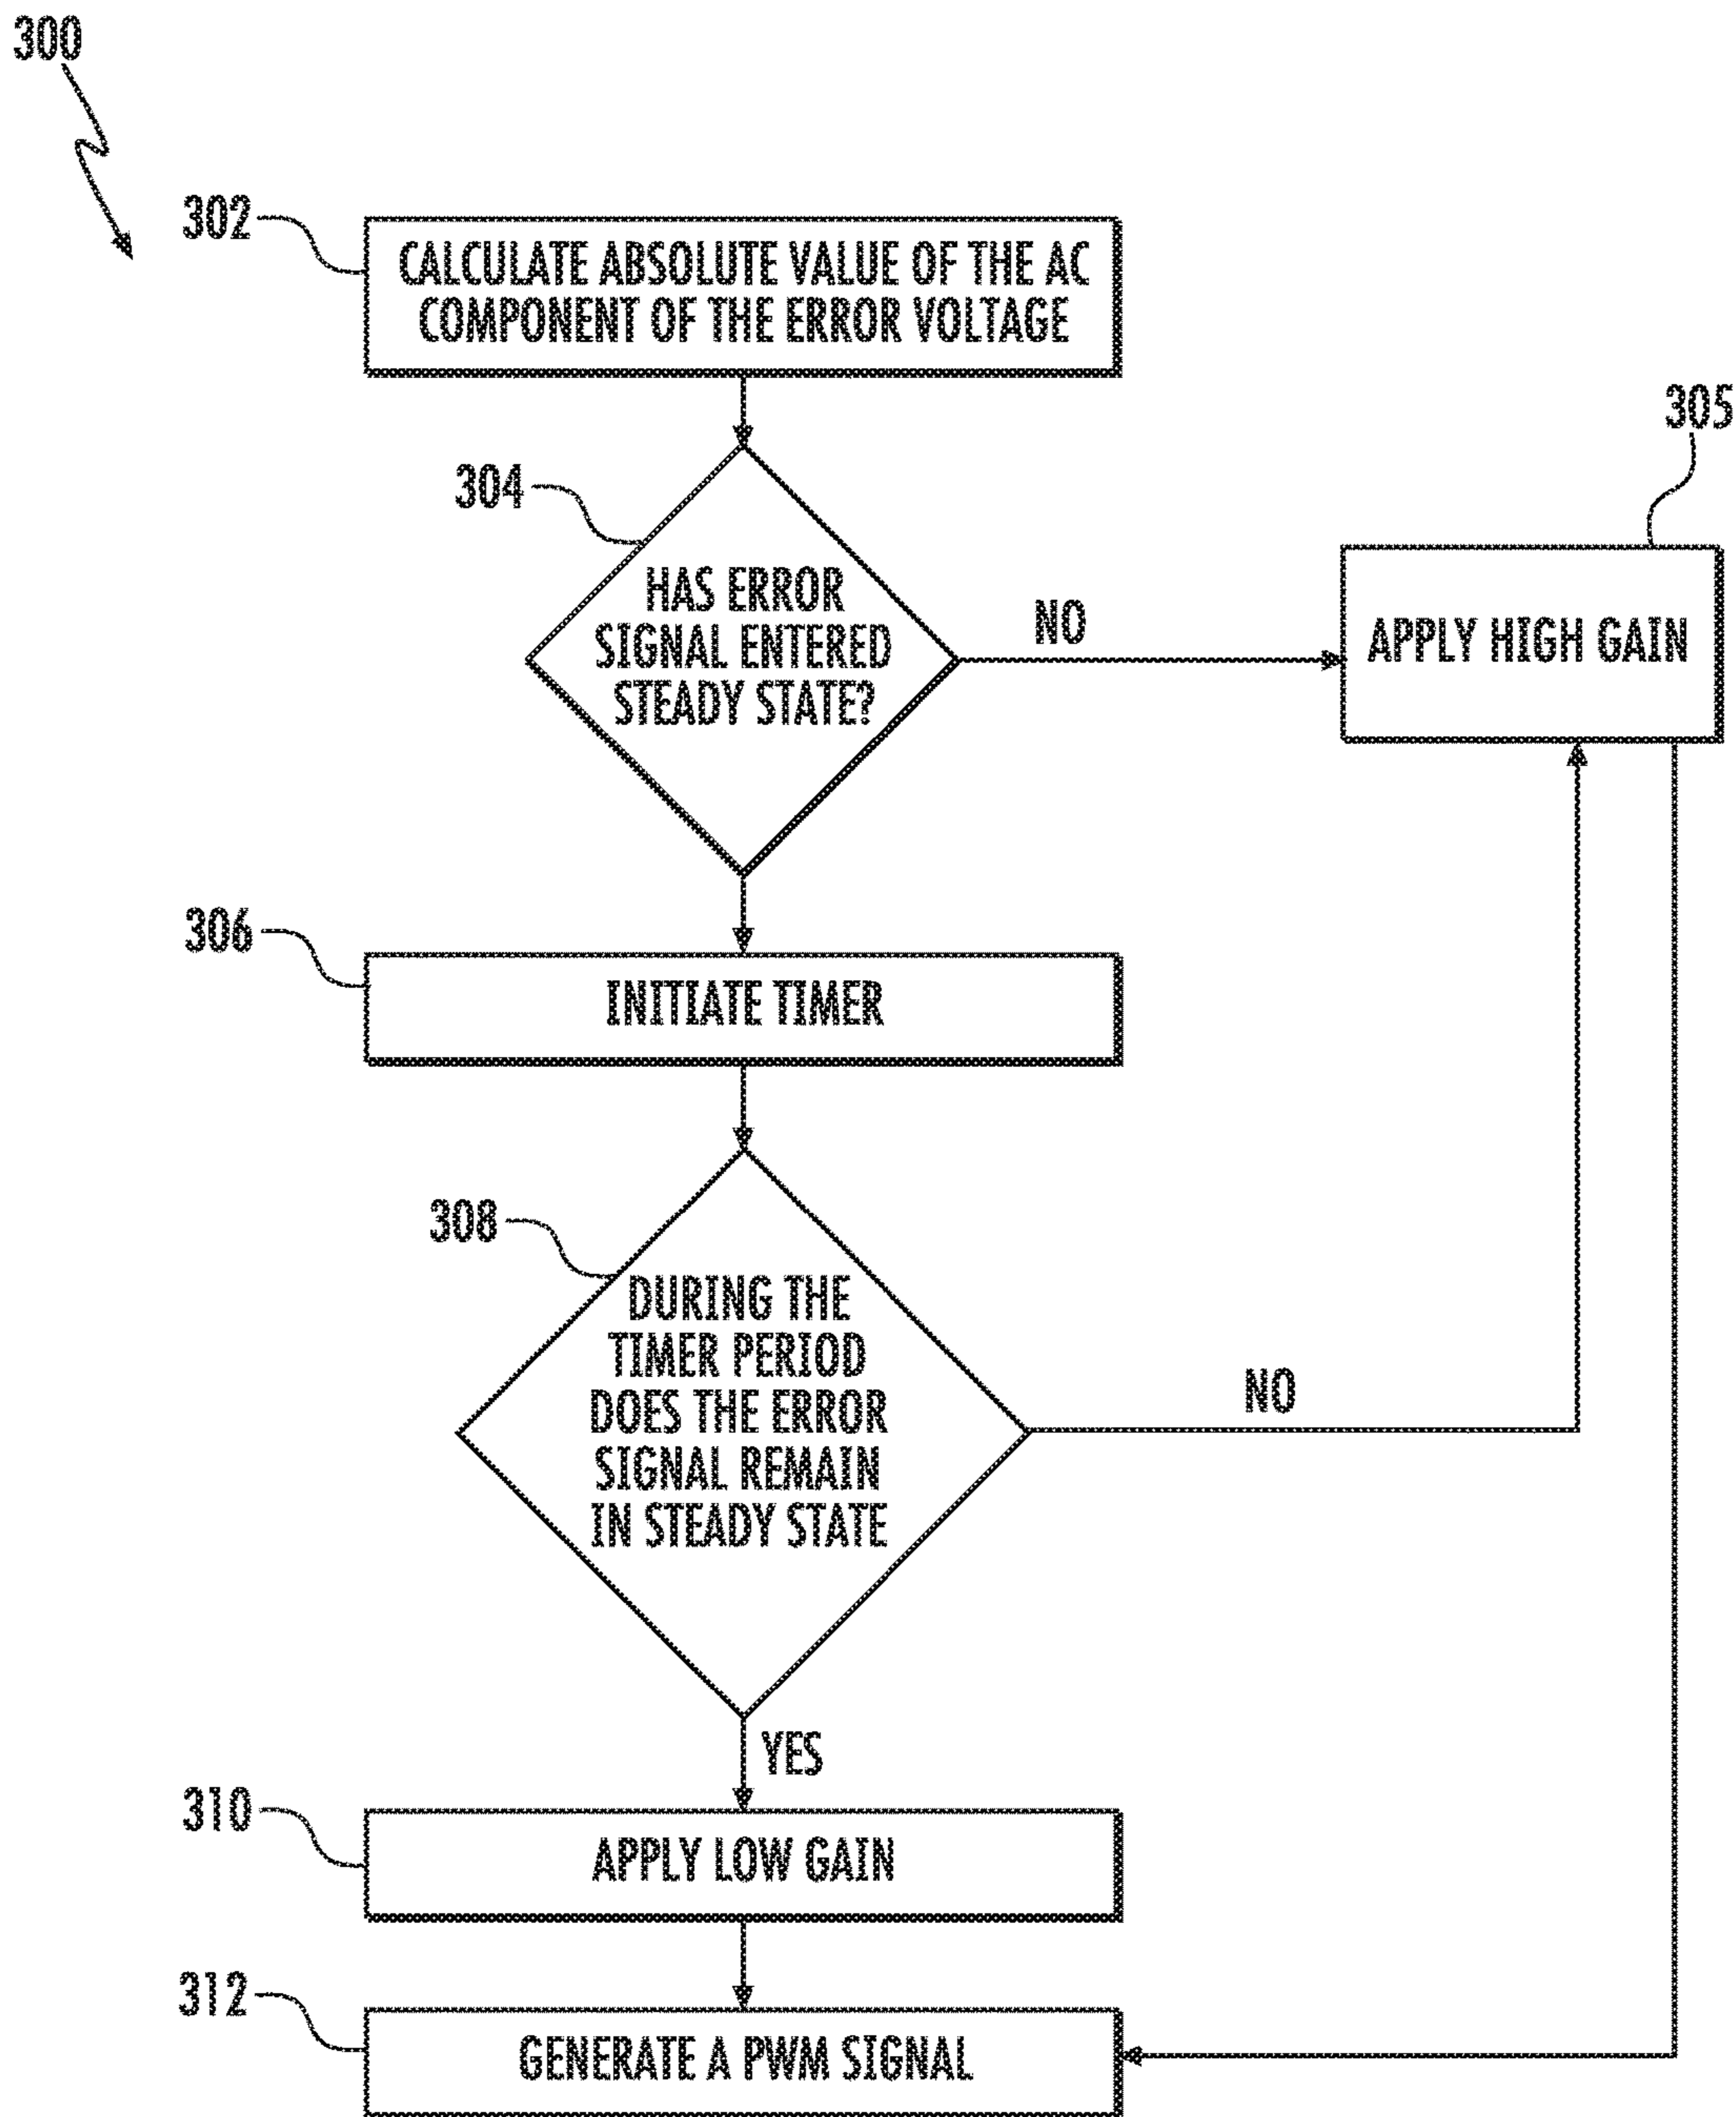 300
302
CALCULATE ABSOLUTE VALUE OF THE AC
COMPONENT OF THE ERROR VOLTAGE
304
HAS ERROR
SIGNAL ENTERED
STEADY STATE?
NO
305
APPLY HIGH GAIN
306
INITIATE TIMER
308
DURING THE
TIMER PERIOD
DOES THE ERROR
SIGNAL REMAIN
IN STEADY STATE
NO
YES
310
APPLY LOW GAIN
312
GENERATE A PWM SIGNAL